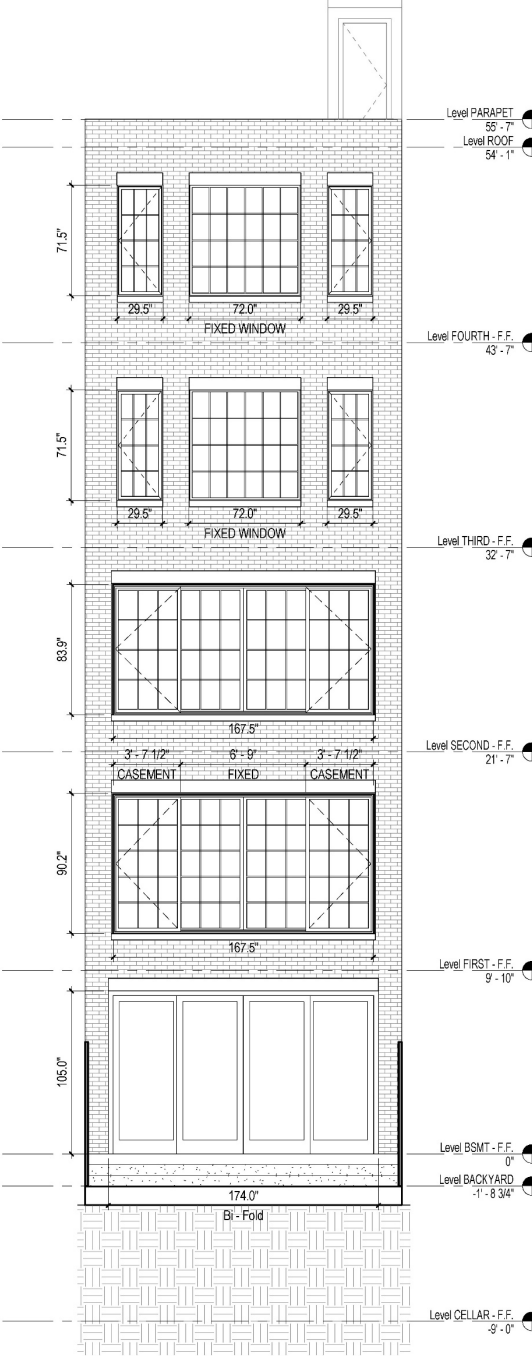 Level PARAPET
55' - 7"
Level ROOF
54' - 1"
71.5"
29.5"
72.0"
29.5"
FIXED WINDOW
Level FOURTH - F.F.
43' - 7"
71.5"
29.5"
72.0"
29.5"
FIXED WINDOW
Level THIRD - F.F.
32' - 7"
83.9"
167.5"
Level SECOND - F.F.
21' - 7"
3' - 7 1/2"
6' - 9"
3' - 7 1/2"
CASEMENT
FIXED
CASEMENT
90.2"
167.5"
Level FIRST - F.F.
9' - 10"
105.0"
Level BSMT - F.F.
0"
Level BACKYARD
-1' - 8 3/4"
174.0"
Bi - Fold
Level CELLAR - F.F.
-9' - 0"